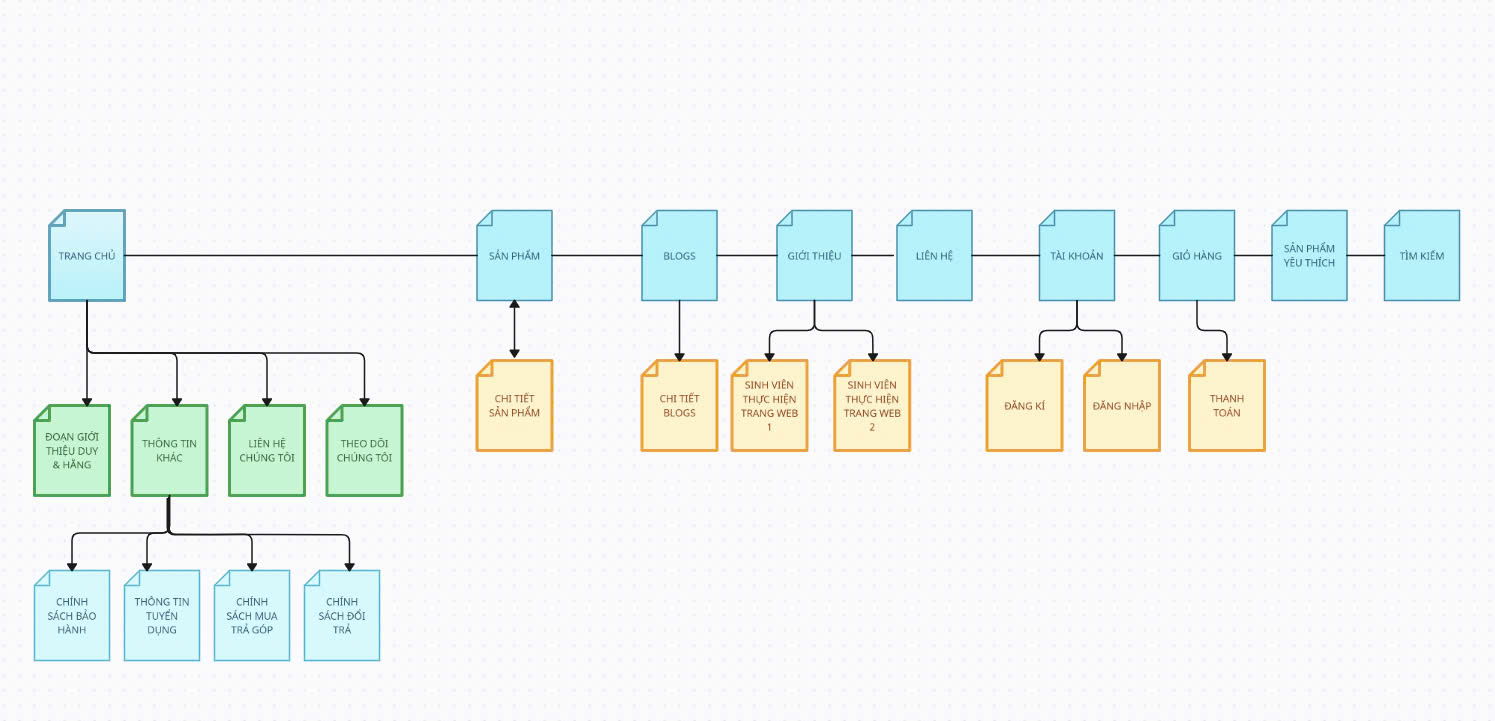 TRANG CHỦ
SẢN PHẨM
BLOGS
GIỚI THIỆU
LIÊN HỆ
TÀI KHOẢN
GIỎ HÀNG
SẢN PHẨM
YÊU THÍCH
TÌM KIẾM
CHI TIẾT
SẢN PHẨM
CHI TIẾT
BLOGS
SINH VIÊN
THỰC HIỆN
TRANG WEB
1
SINH VIÊN
THỰC HIỆN
TRANG WEB
2
ĐĂNG KÍ
ĐĂNG NHẬP
THANH
TOÁN
ĐOẠN GIỚI
THIỆU DUY
& HẰNG
THÔNG TIN
KHÁC
LIÊN HỆ
CHÚNG TÔI
THEO DÕI
CHÚNG TÔI
CHÍNH
SÁCH BẢO
HÀNH
THÔNG TIN
TUYỂN
DỤNG
CHÍNH
SÁCH MUA
TRẢ GÓP
CHÍNH
SÁCH ĐỔI
TRẢ